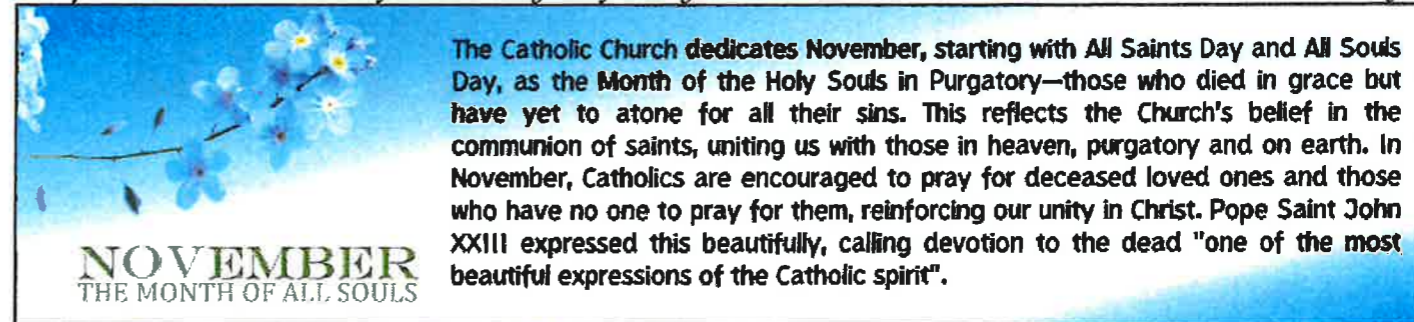 The Catholic Church dedicates November, starting with All Saints Day and All Souls
Day, as the Month of the Holy Souls in Purgatory—those who died in grace but
have yet to atone for all their sins. This reflects the Church's belief in the
communion of saints, uniting us with those in heaven, purgatory and on earth. In
November, Catholics are encouraged to pray for deceased loved ones and those
who have no one to pray for them, reinforcing our unity in Christ. Pope Saint John
XXIII expressed this beautifully, calling devotion to the dead "one of the most
beautiful expressions of the Catholic spirit".
NOVEMBER
THE MONTH OF ALL SOULS